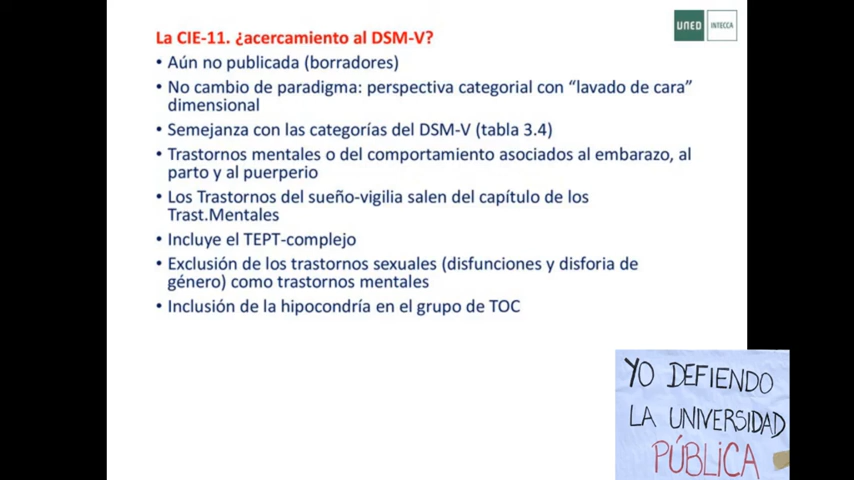 La CIE-11. ¿acercamiento al DSM-V?
UNED
INTECCA
• Aún no publicada (borradores)
• No cambio de paradigma: perspectiva categorial con “lavado de cara”
dimensional
• Semejanza con las categorías del DSM-V (tabla 3.4)
• Trastornos mentales o del comportamiento asociados al embarazo, al
parto y al puerperio
• Los Trastornos del sueño-vigilia salen del capítulo de los
Trast.Mentales
• Incluye el TEPT-complejo
• Exclusión de los trastornos sexuales (disfunciones y disforia de
género) como trastornos mentales
• Inclusión de la hipocondría en el grupo de TOC
YO DEFIENDO
LA UNIVERSIDAD
PÚBLiCA